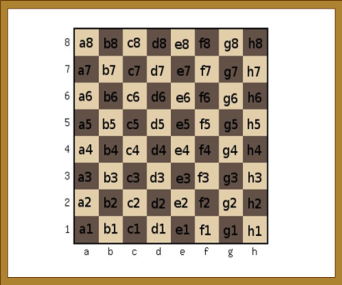 8 a8 b8 c8 d8 e8 f8 g8 h8
7 a7 b7 c7 d7 e7 f7 g7 h7
6 a6 b6 c6 d6 e6 f6 g6 h6
5 a5 b5 c5 d5 e5 f5 g5 h5
4 a4 b4 c4 d4 e4 f4 g4 h4
3 a3 b3 c3 d3 e3 f3 g3 h3
2 a2 b2 c2 d2 e2 f2 g2 h2
1 a1 b1 c1 d1 e1 f1 g1 h1
a b c d e f g h